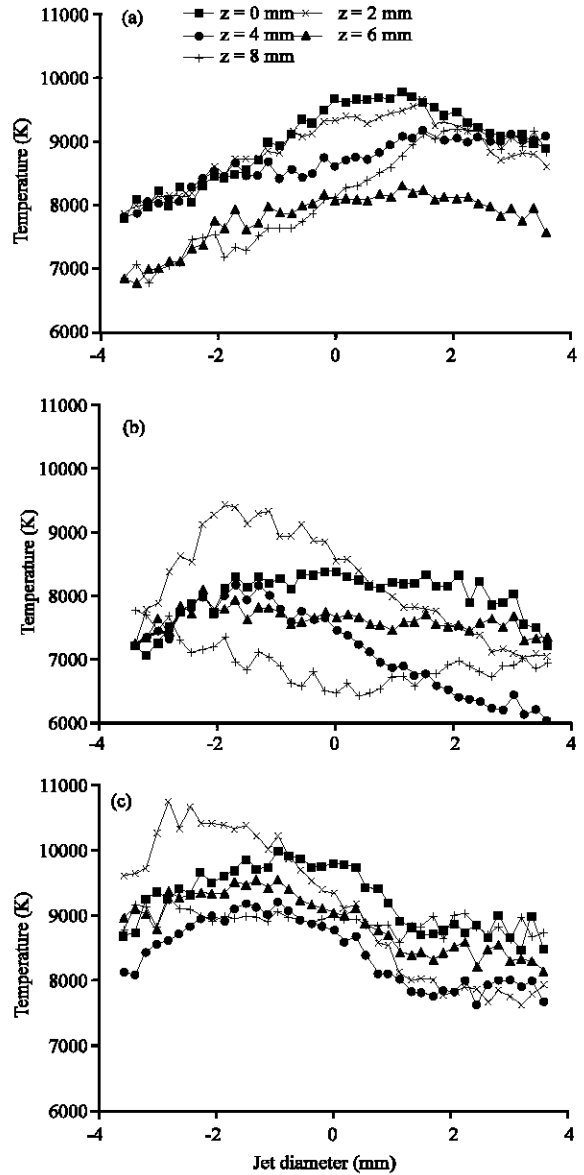 (a)
z = 0 mm z = 2 mm
z = 4 mm z = 6 mm
z = 8 mm
11000
10000
9000
8000
7000
6000
Temperature (K)
-4 -2 0 2 4
(b)
11000
10000
9000
8000
7000
6000
Temperature (K)
-4 -2 0 2 4
(c)
11000
10000
9000
8000
7000
6000
Temperature (K)
-4 -2 0 2 4
Jet diameter (mm)